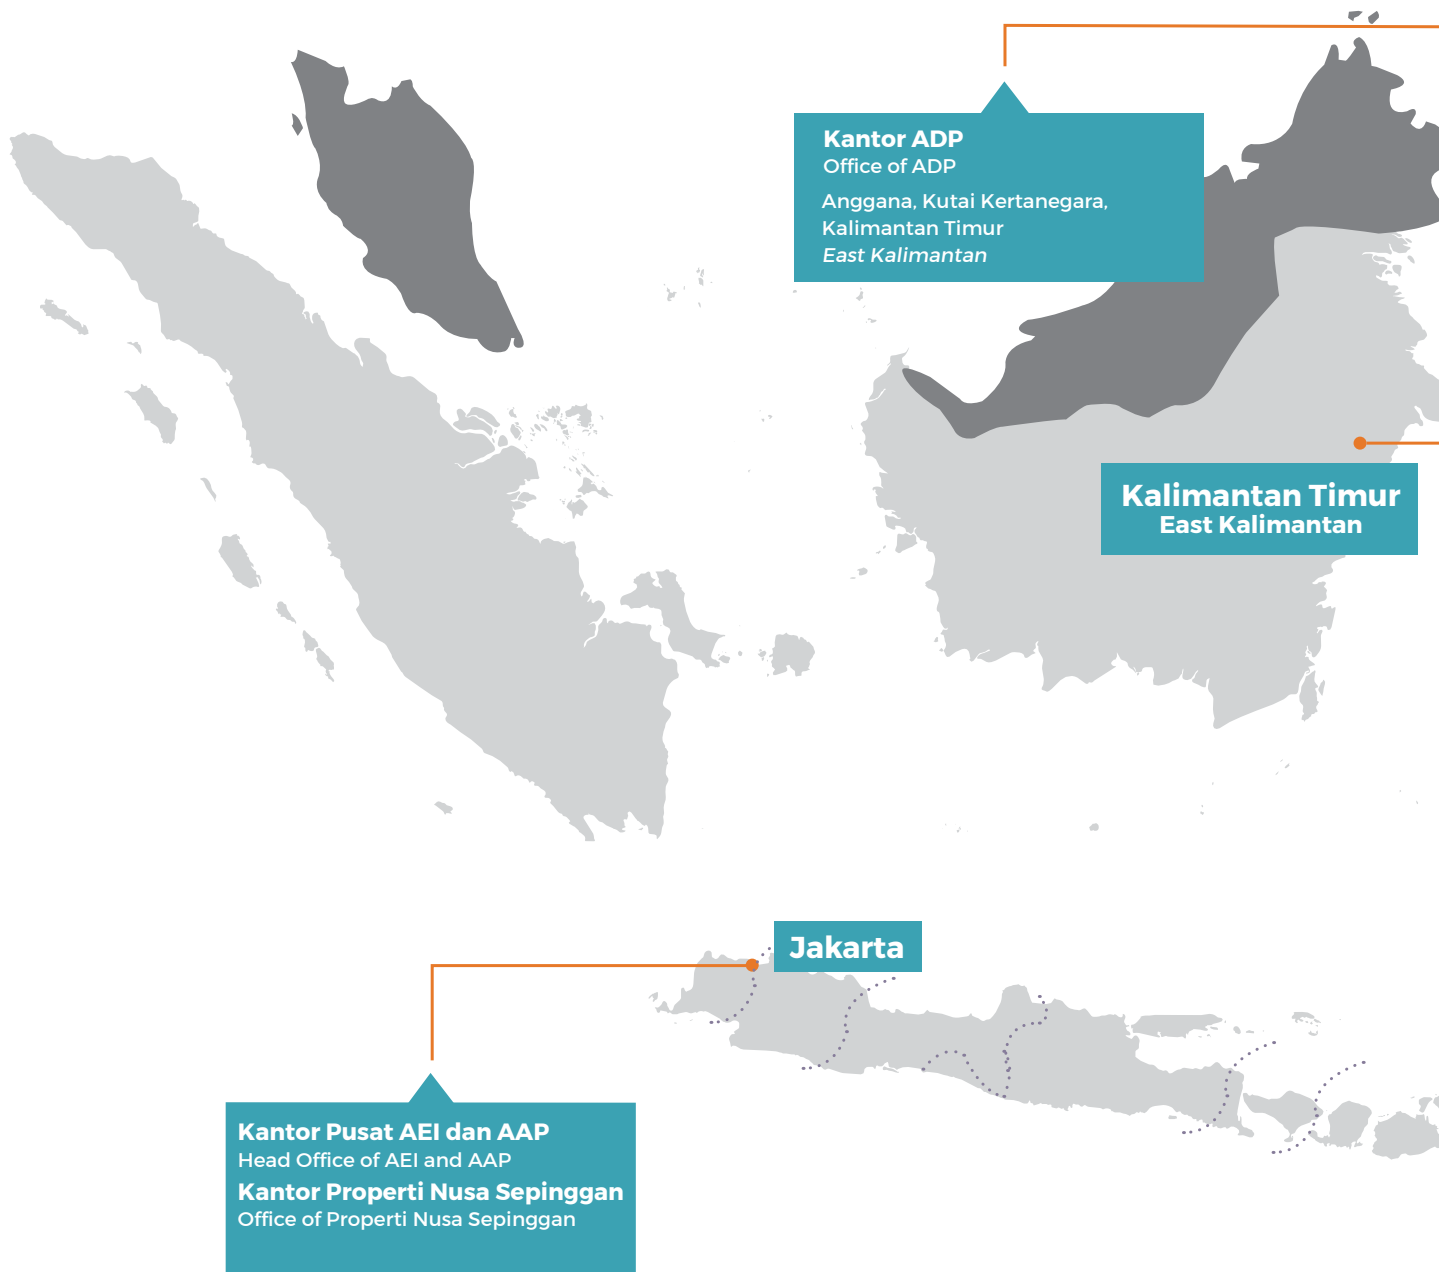 Kantor ADP
Office of ADP
Anggana, Kutai Kertanegara,
Kalimantan Timur
East Kalimantan
Kalimantan Timur
East Kalimantan
Jakarta
Kantor Pusat AEI dan AAP
Head Office of AEI and AAP
Kantor Properti Nusa Sepinggan
Office of Properti Nusa Sepinggan